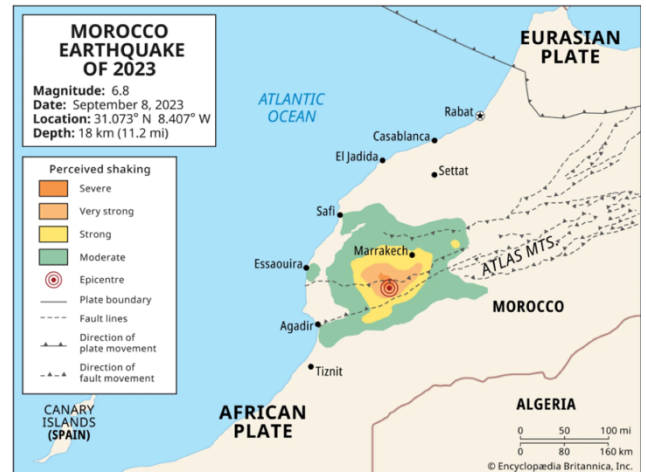 MOROCCO
EARTHQUAKE
OF 2023
Magnitude: 6.8
Date: September 8, 2023
Location: 31.073° N 8.407° W
Depth: 18 km (11.2 mi)
Perceived shaking
Severe
Very strong
Strong
Moderate
Epicentre
Plate boundary
Fault lines
Direction of
plate movement
Direction of
fault movement
EURASIAN
PLATE
ATLANTIC
OCEAN
Rabat
Casablanca
El Jadida
Settat
Safi
Marrakech
ATLAS MTS.
Essaouira
MOROCCO
Agadir
Tiznit
CANARY
ISLANDS
(SPAIN)
AFRICAN
PLATE
ALGERIA
0 50 100 mi
0 80 160 km
© Encyclopædia Britannica, Inc.